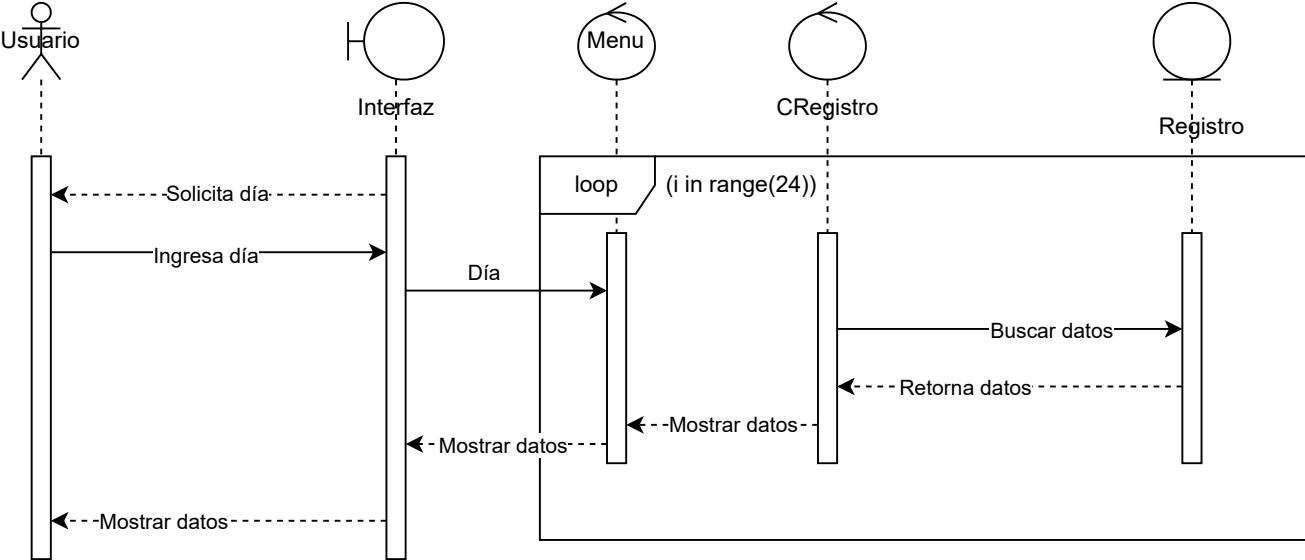 Usuario
Interfaz
Menu
CRegistro
Registro
loop
(i in range(24))
Solicita día
Ingresa día
Día
Buscar datos
Retorna datos
Mostrar datos
Mostrar datos
Mostrar datos